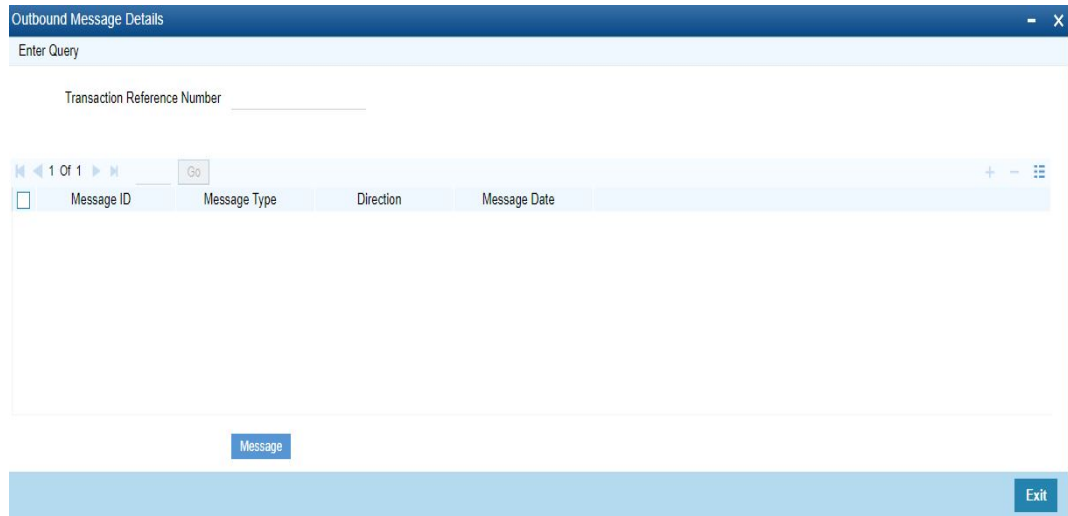 Outbound Message Details
Enter Query
Transaction Reference Number
1 Of 1 Go
Message ID Message Type Direction Message Date
Message
Exit